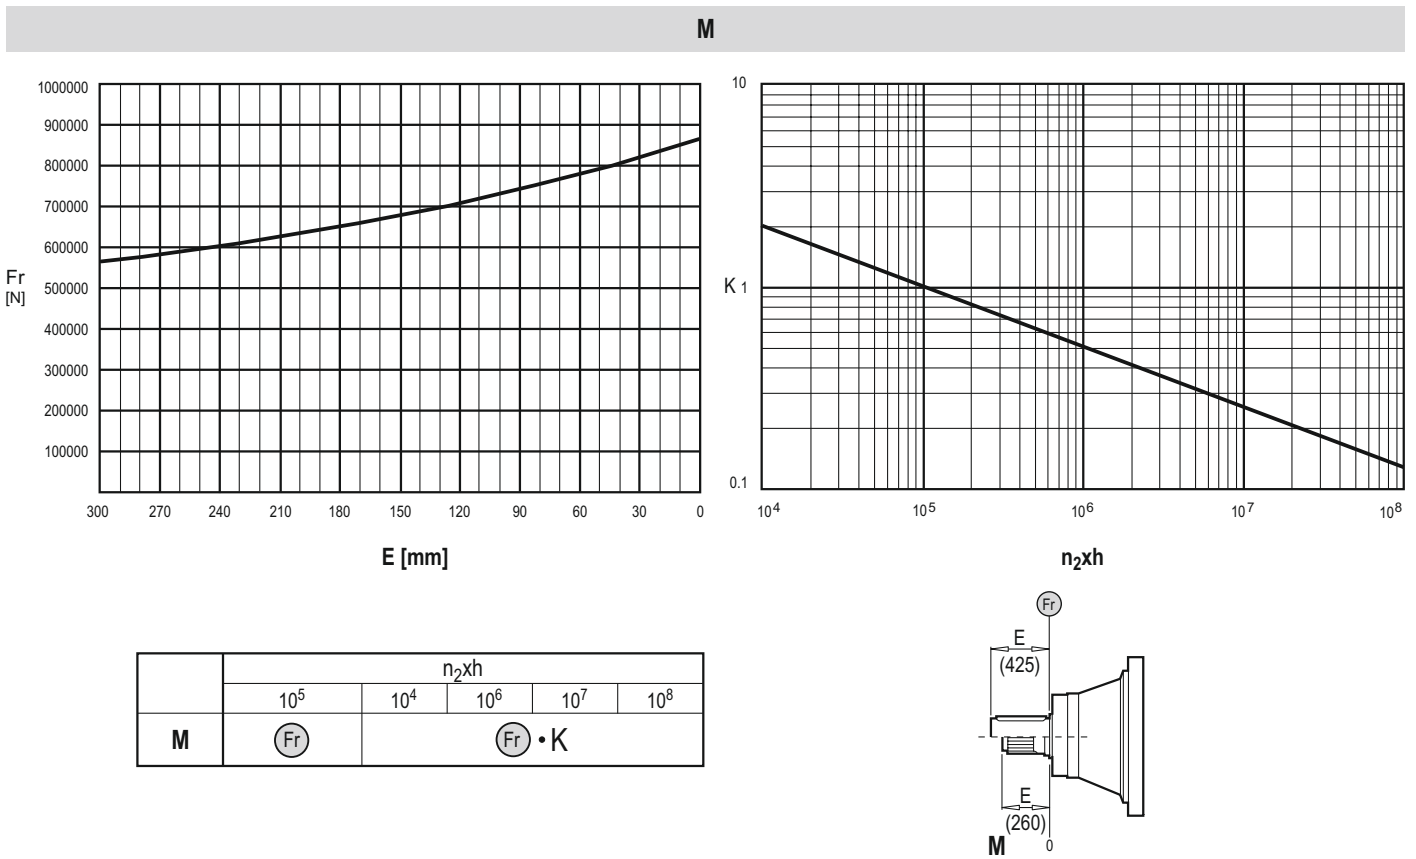 M
1000000
900000
800000
700000
600000
500000
400000
300000
200000
100000
Fr
[N]
300 270 240 210 180 150 120 90 60 30 0
E [mm]
10
K 1
0.1
10⁴ 10⁵ 10⁶ 10⁷ 10⁸
n₂xh
n₂xh
10⁵ 10⁴ 10⁶ 10⁷ 10⁸
M Fr Fr • K
Fr
E
(425)
E
(260)
M 0